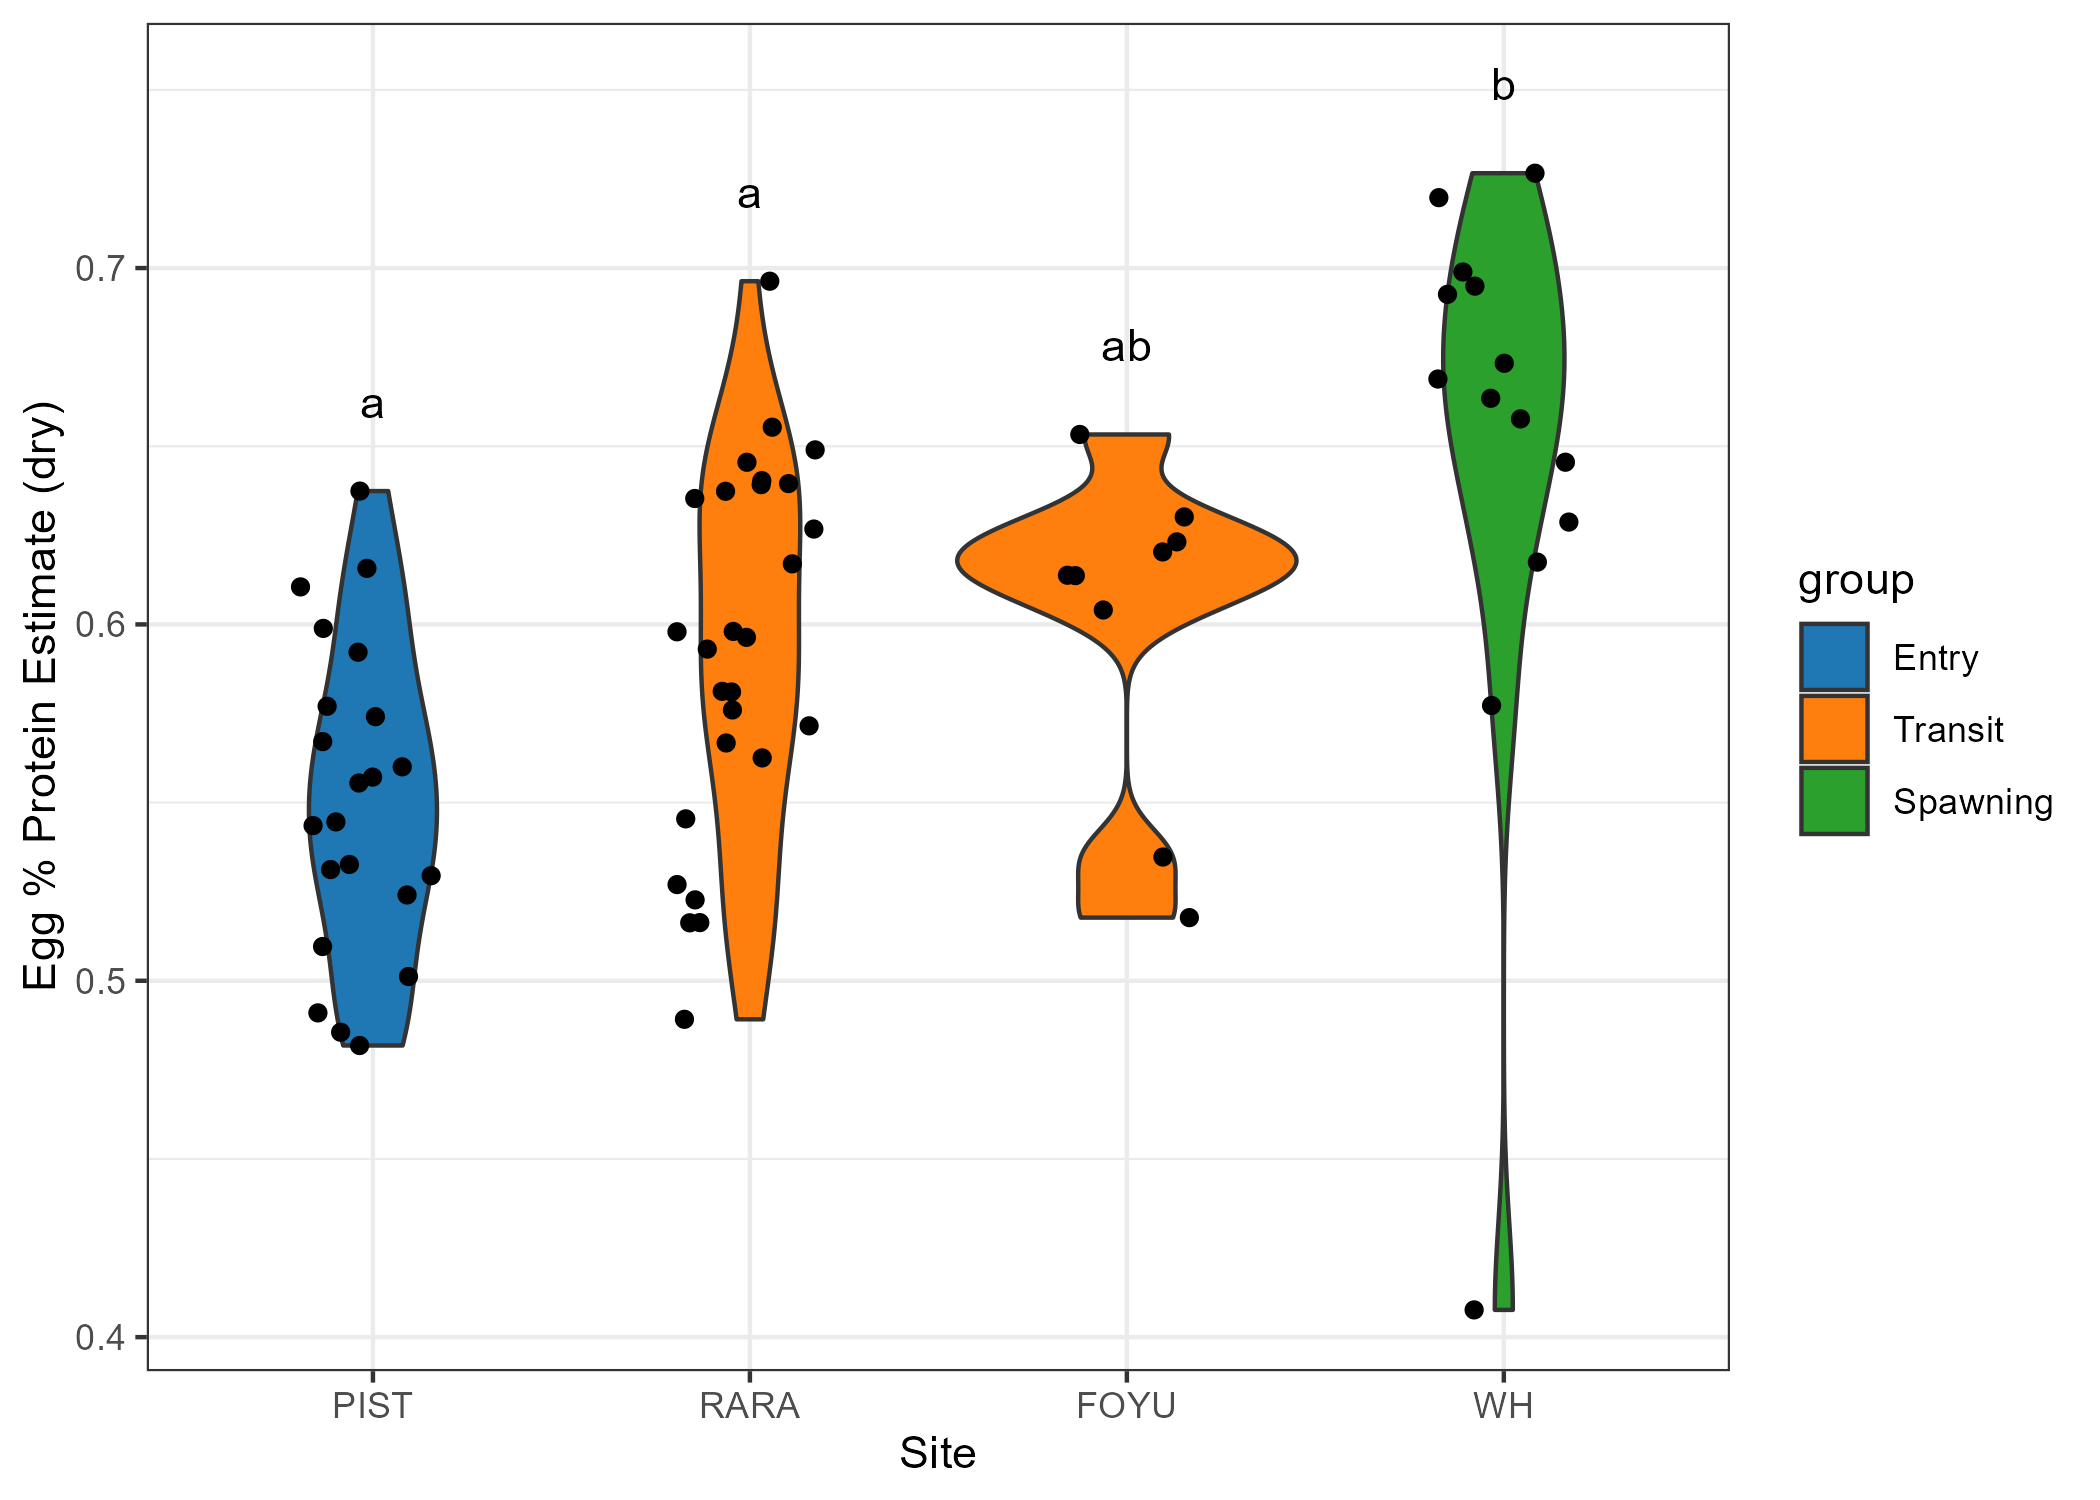 b
a
ab
a
0.7
0.6
0.5
0.4
Egg % Protein Estimate (dry)
PIST
RARA
FOYU
WH
Site
group
Entry
Transit
Spawning